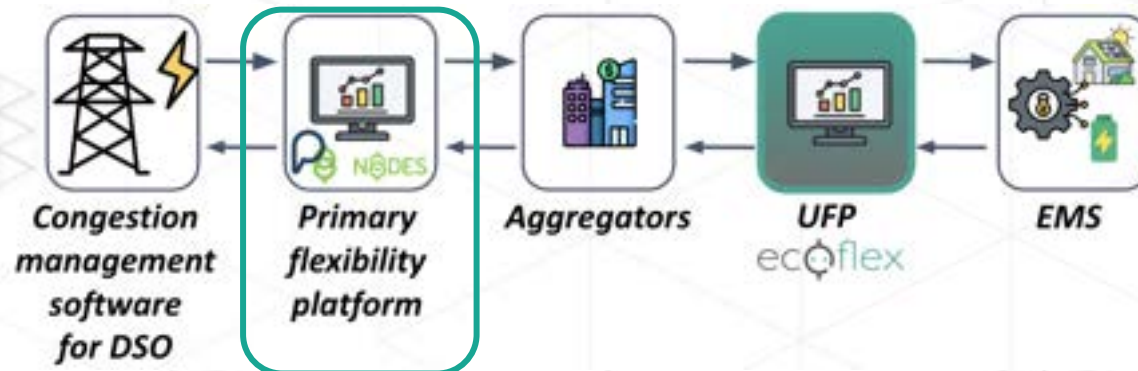 NODES
Congestion
management
software
for DSO
Primary
flexibility
platform
Aggregators
UFP
ecoflex
EMS